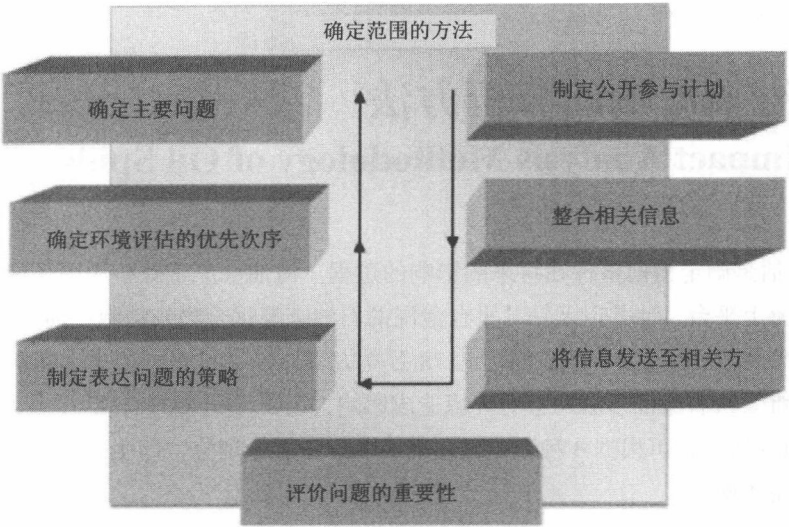 确定范围的方法
确定主要问题
制定公开参与计划
确定环境评估的优先次序
整合相关信息
制定表达问题的策略
将信息发送至相关方
评价问题的重要性